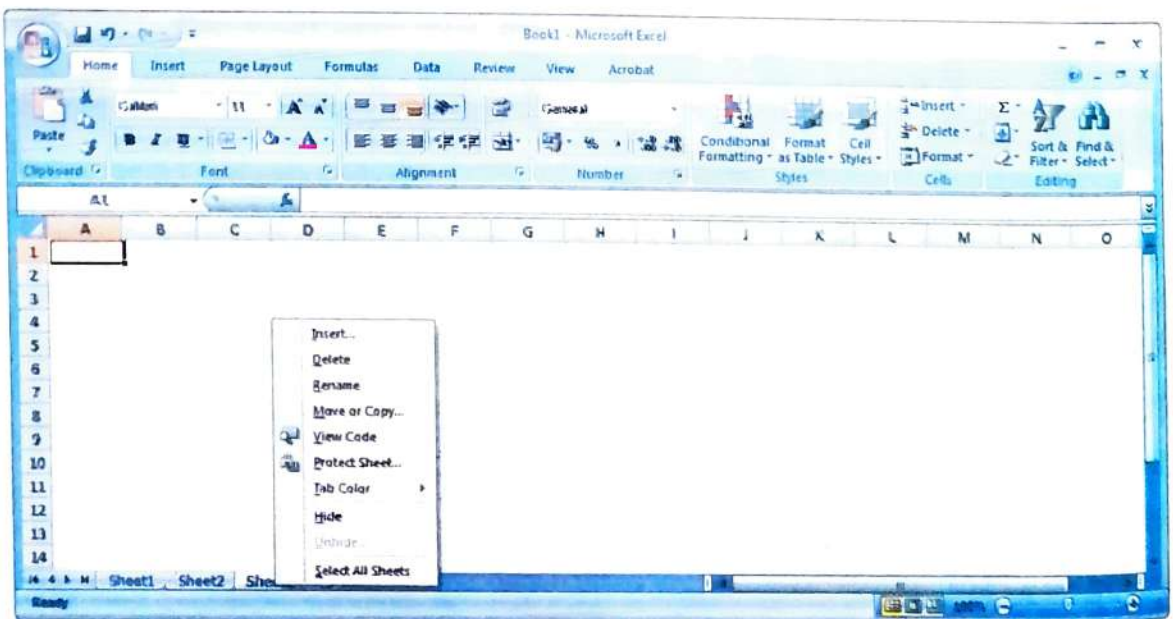 Book1 - Microsoft Excel
Home Insert Page Layout Formulas Data Review View Acrobat
Calibri 11 A A General Insert Σ
Paste B I U A % , Conditional Format Cell Delete Sort & Find &
Formatting as Table Styles Format Filter Select
Clipboard Font Alignment Number Styles Cells Editing
A1 fx
A B C D E F G H I J K L M N O
1
2
3
4
5
6
7
8
9
10
11
12
13
14
Insert...
Delete
Rename
Move or Copy...
View Code
Protect Sheet...
Tab Color
Hide
Unhide...
Select All Sheets
Sheet1 Sheet2 She
Ready 100%